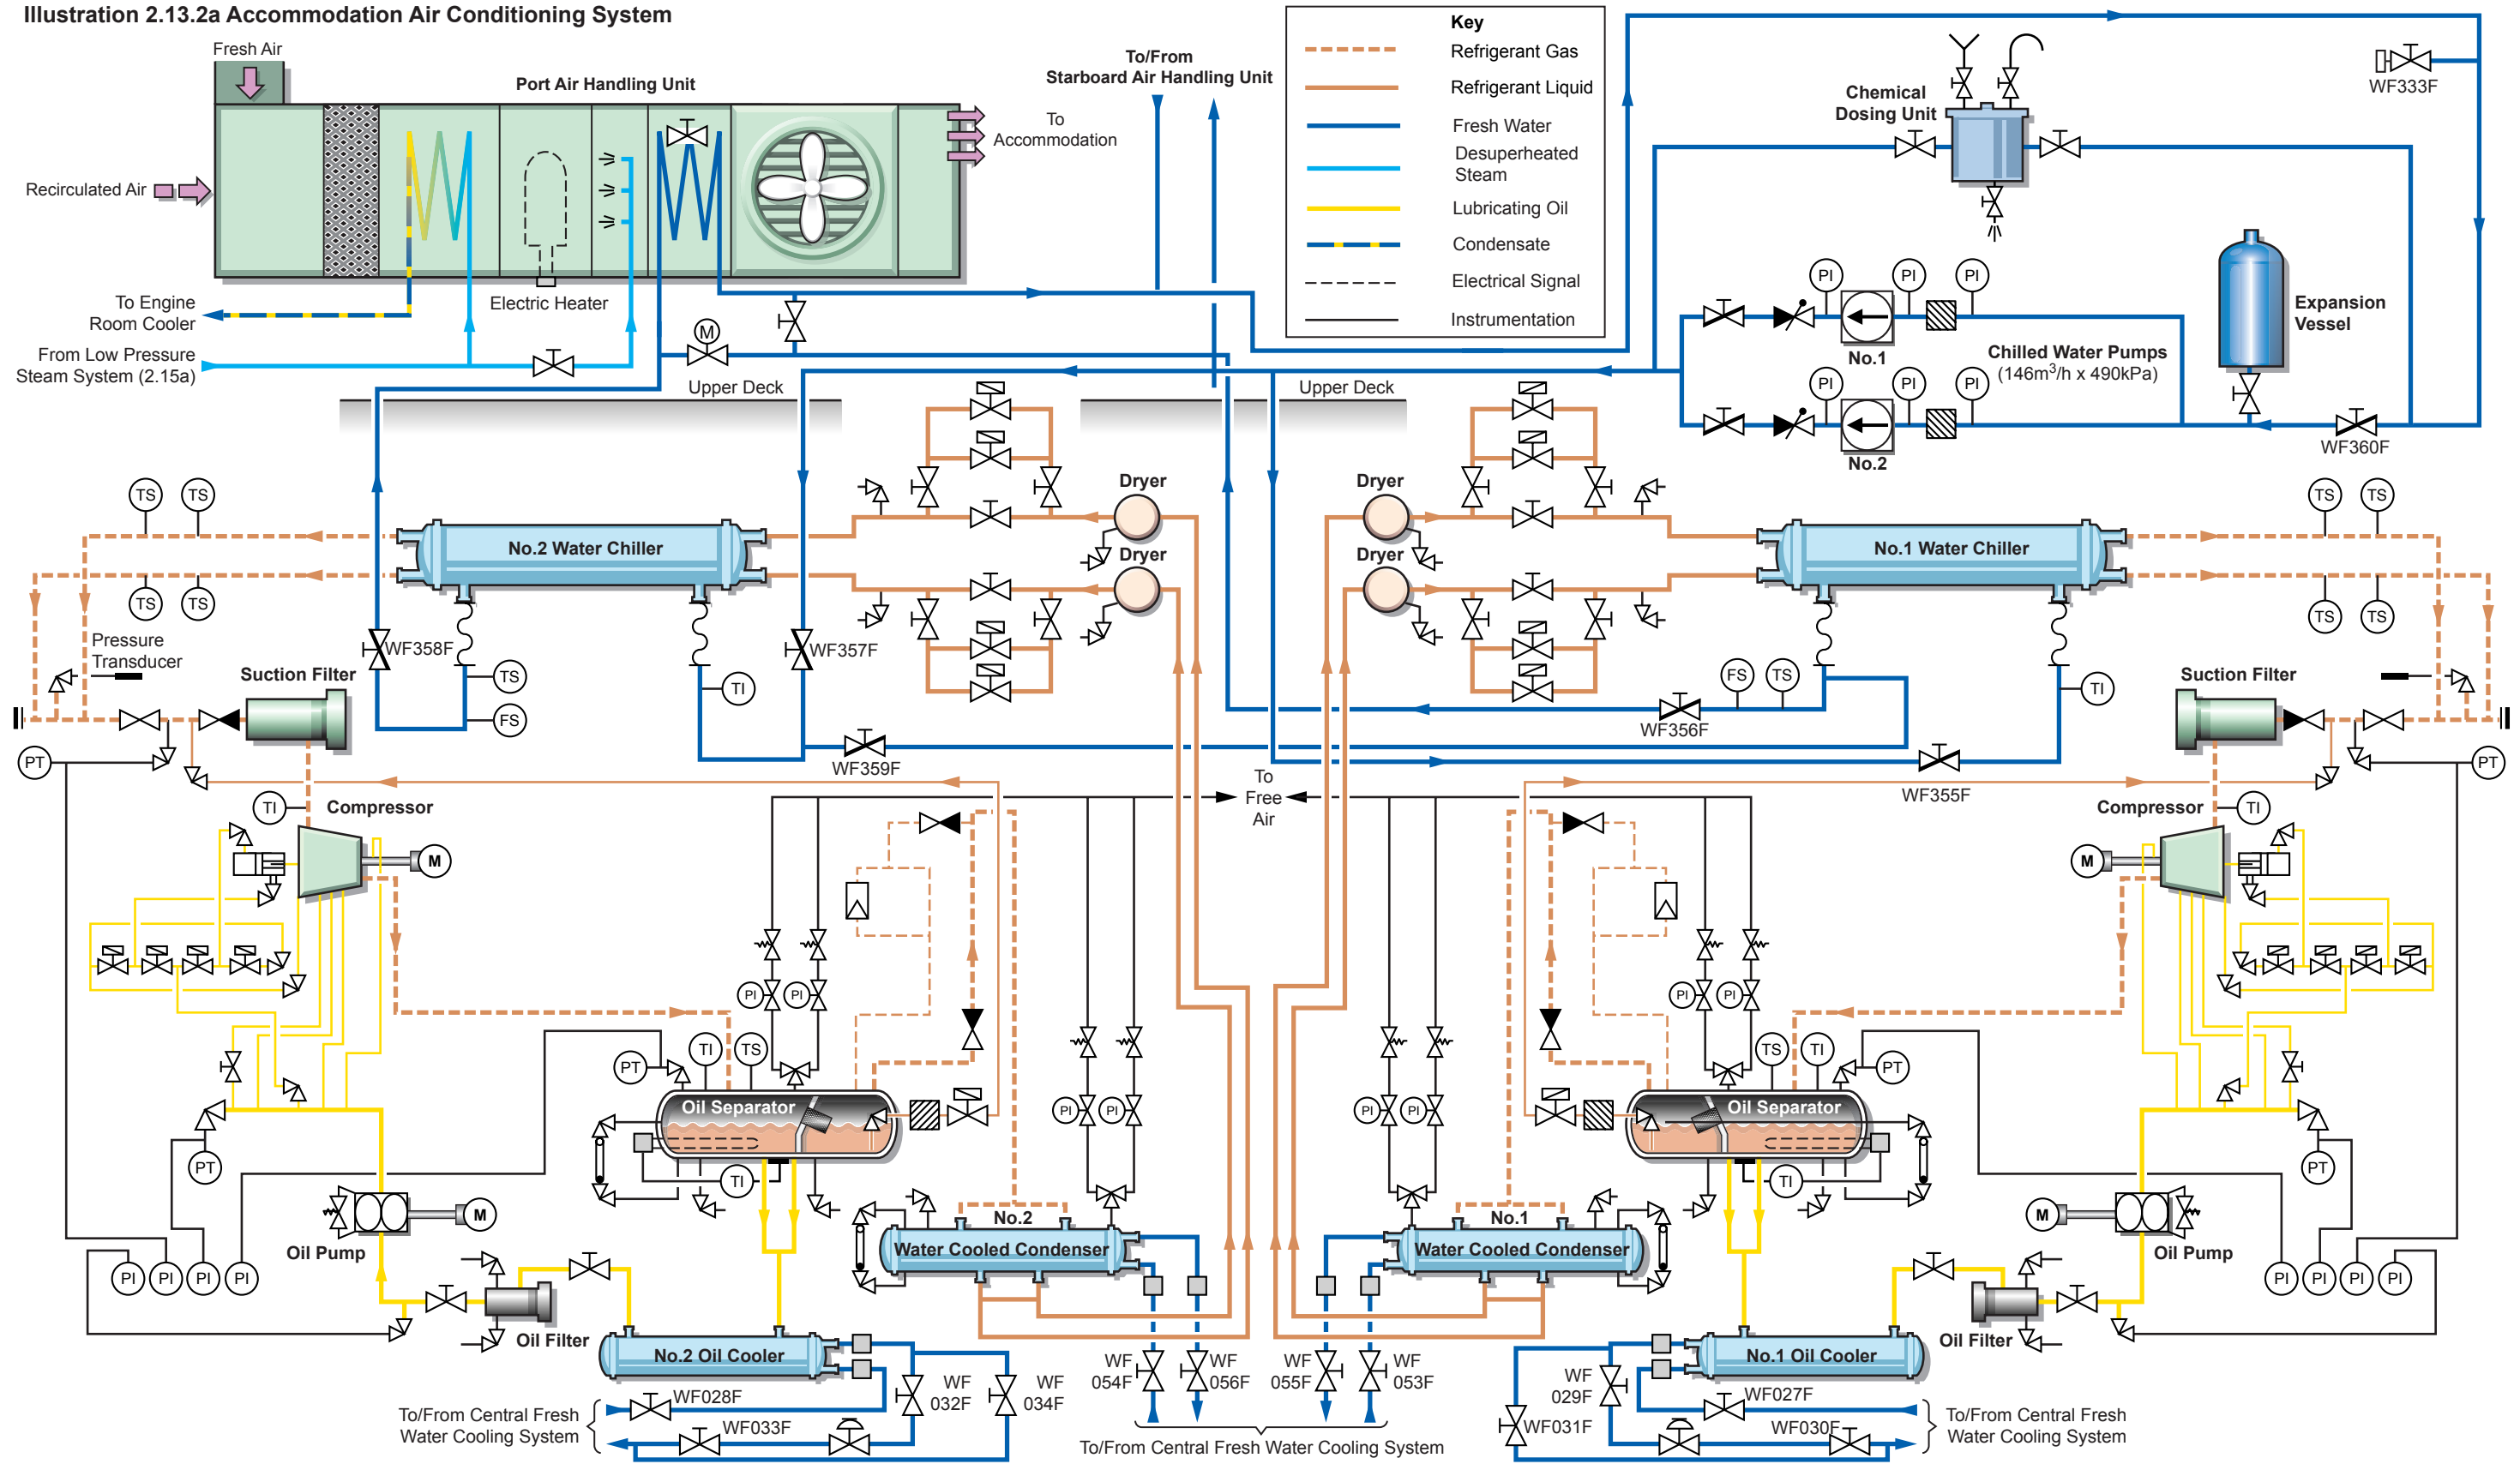 Illustration 2.13.2a Accommodation Air Conditioning System
Fresh Air
Port Air Handling Unit
To
Accommodation
Recirculated Air
To Engine
Room Cooler
Electric Heater
From Low Pressure
Steam System (2.15a)
M
To/From
Starboard Air Handling Unit
Key
Refrigerant Gas
Refrigerant Liquid
Fresh Water
Desuperheated
Steam
Lubricating Oil
Condensate
Electrical Signal
Instrumentation
WF333F
Chemical
Dosing Unit
PI
PI
PI
No.1
Chilled Water Pumps
(146m3/h x 490kPa)
PI
PI
PI
No.2
Expansion
Vessel
WF360F
Upper Deck
Upper Deck
TS
TS
No.2 Water Chiller
TS
TS
Dryer
Dryer
Dryer
Dryer
No.1 Water Chiller
TS
TS
TS
TS
Pressure
Transducer
Suction Filter
WF358F
TS
FS
TI
WF357F
WF359F
FS
TS
WF356F
TI
WF355F
Suction Filter
PT
PT
To
Free
Air
TI
Compressor
M
Compressor
TI
M
PI
PI
PI
PI
PT
TI
TS
PI
PI
PI
PI
TS
TI
PT
Oil Separator
TI
Oil Separator
TI
PT
PT
M
Oil Pump
PI
PI
PI
PI
Oil Filter
No.2
Water Cooled Condenser
No.1
Water Cooled Condenser
M
Oil Pump
PI
PI
PI
PI
Oil Filter
No.2 Oil Cooler
No.1 Oil Cooler
WF028F
WF033F
WF
032F
WF
034F
To/From Central Fresh
Water Cooling System
WF
054F
WF
056F
WF
055F
WF
053F
To/From Central Fresh Water Cooling System
WF
029F
WF031F
WF027F
WF030F
To/From Central Fresh
Water Cooling System